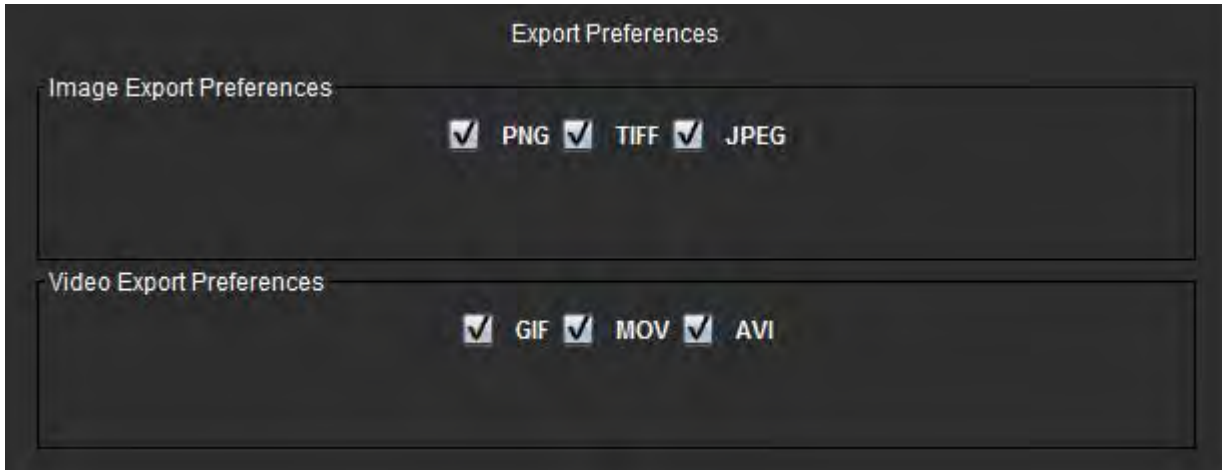 Export Preferences
Image Export Preferences
PNG TIFF JPEG
Video Export Preferences
GIF MOV AVI